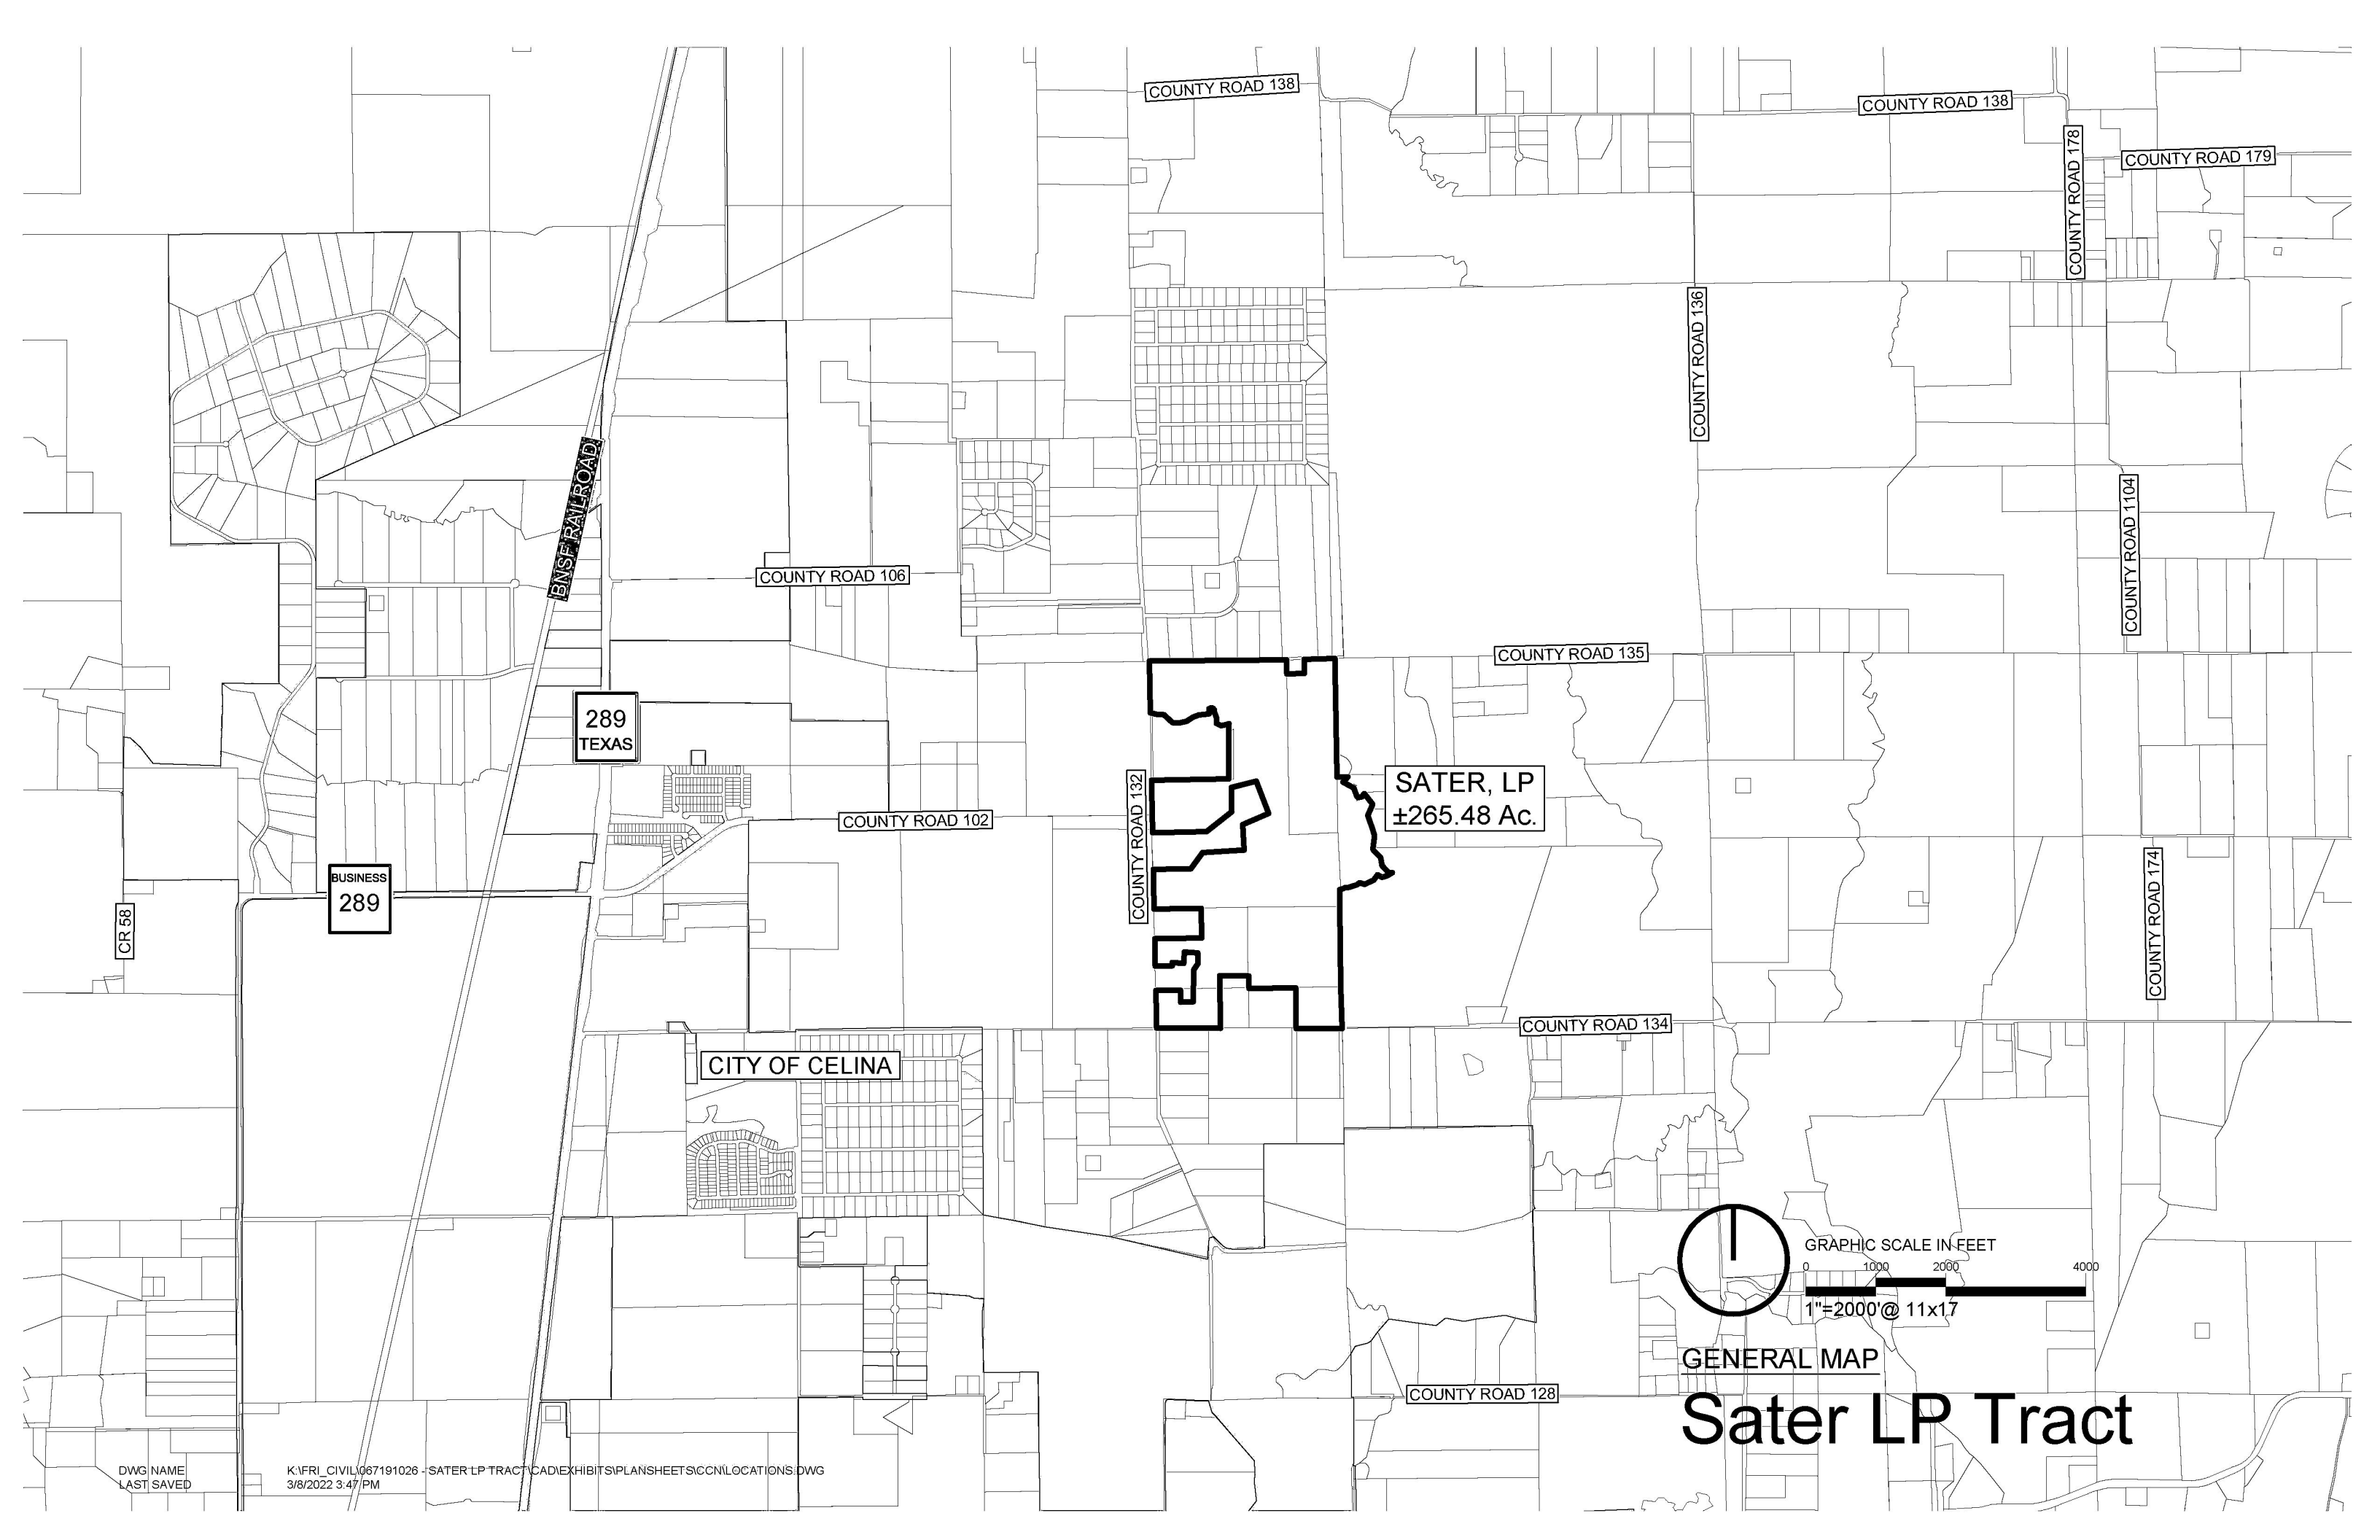 COUNTY ROAD 138
COUNTY ROAD 138
COUNTY ROAD 178
COUNTY ROAD 179
COUNTY ROAD 136
BNSF RAILROAD
COUNTY ROAD 106
COUNTY ROAD 1104
COUNTY ROAD 135
289
TEXAS
COUNTY ROAD 132
SATER, LP
±265.48 Ac.
COUNTY ROAD 102
BUSINESS
289
CR 58
COUNTY ROAD 174
COUNTY ROAD 134
CITY OF CELINA
GRAPHIC SCALE IN FEET
0 1000 2000 4000
1"=2000'@ 11x17
GENERAL MAP
COUNTY ROAD 128
Sater LP Tract
DWG NAME K:\FRI_CIVIL\067191026 - SATER LP TRACT\CAD\EXHIBITS\PLANSHEETS\CCN\LOCATIONS.DWG
LAST SAVED 3/8/2022 3:47 PM